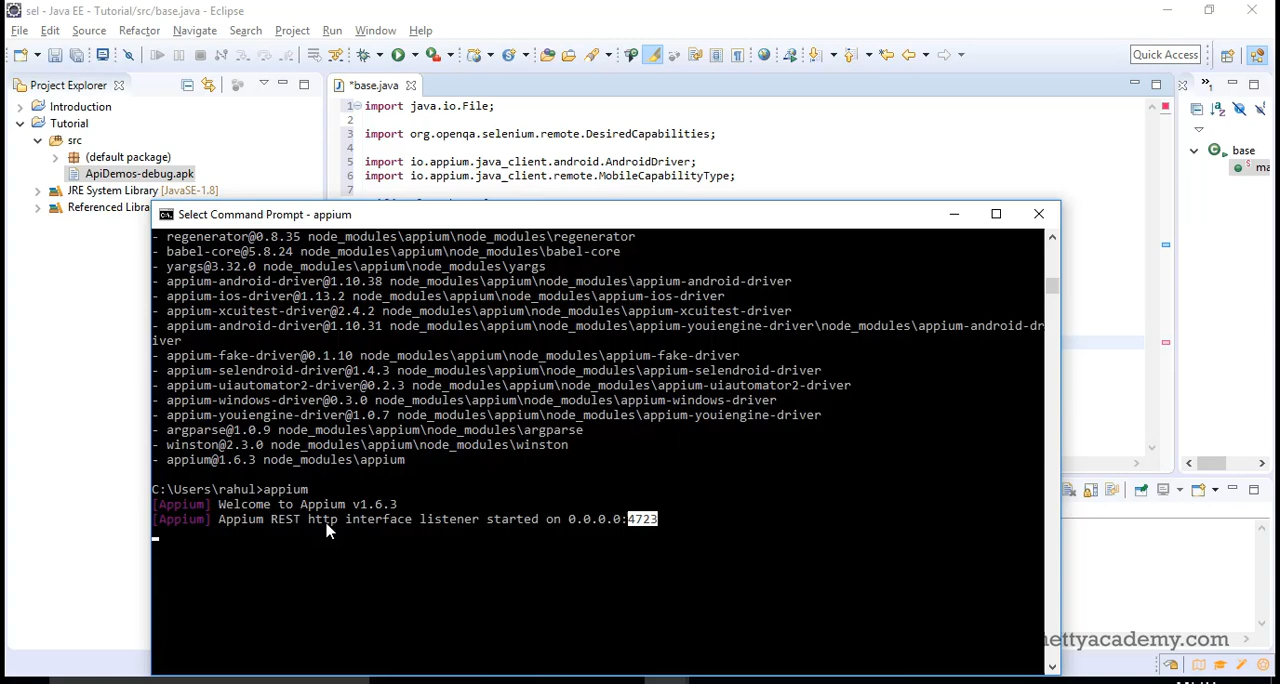 sel - Java EE - Tutorial/src/base.java - Eclipse
File Edit Source Refactor Navigate Search Project Run Window Help
Quick Access
Project Explorer
*base.java
Introduction
Tutorial
src
(default package)
ApiDemos-debug.apk
JRE System Library [JavaSE-1.8]
Referenced Libra
1 import java.io.File;
2
3 import org.openqa.selenium.remote.DesiredCapabilities;
4
5 import io.appium.java_client.android.AndroidDriver;
6 import io.appium.java_client.remote.MobileCapabilityType;
7
base
ma
Select Command Prompt - appium
- regenerator@0.8.35 node_modules\appium\node_modules\regenerator
- babel-core@5.8.24 node_modules\appium\node_modules\babel-core
- yargs@3.32.0 node_modules\appium\node_modules\yargs
- appium-android-driver@1.10.38 node_modules\appium\node_modules\appium-android-driver
- appium-ios-driver@1.13.2 node_modules\appium\node_modules\appium-ios-driver
- appium-xcuitest-driver@2.4.2 node_modules\appium\node_modules\appium-xcuitest-driver
- appium-android-driver@1.10.31 node_modules\appium\node_modules\appium-youiengine-driver\node_modules\appium-android-dr
iver
- appium-fake-driver@0.1.10 node_modules\appium\node_modules\appium-fake-driver
- appium-selendroid-driver@1.4.3 node_modules\appium\node_modules\appium-selendroid-driver
- appium-uiautomator2-driver@0.2.3 node_modules\appium\node_modules\appium-uiautomator2-driver
- appium-windows-driver@0.3.0 node_modules\appium\node_modules\appium-windows-driver
- appium-youiengine-driver@1.0.7 node_modules\appium\node_modules\appium-youiengine-driver
- argparse@1.0.9 node_modules\appium\node_modules\argparse
- winston@2.3.0 node_modules\appium\node_modules\winston
- appium@1.6.3 node_modules\appium
C:\Users\rahul>appium
[Appium] Welcome to Appium v1.6.3
[Appium] Appium REST http interface listener started on 0.0.0.0:4723
hettyacademy.com